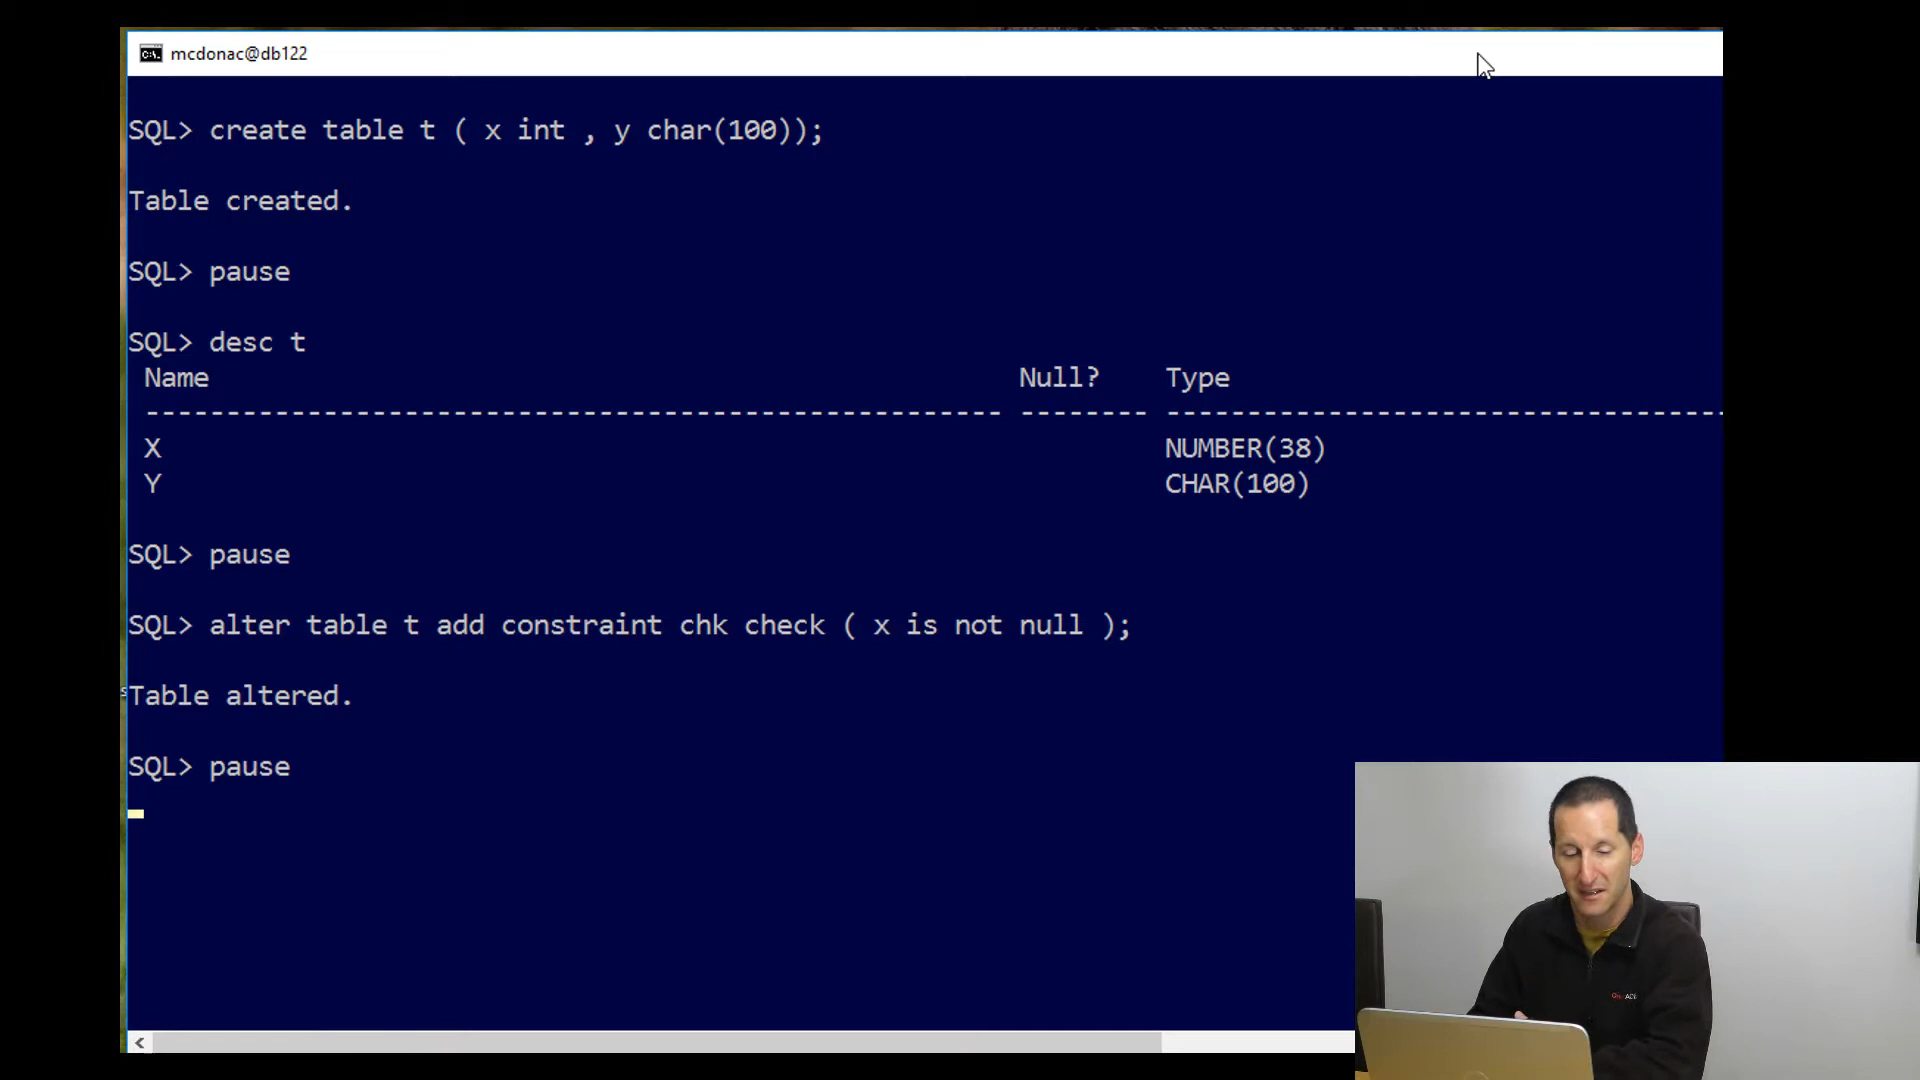 mcdonac@db122
SQL> create table t ( x int , y char(100));
Table created.
SQL> pause
SQL> desc t
Name Null? Type
----------------------------------------------------- -------- -----------------------------------
X NUMBER(38)
Y CHAR(100)
SQL> pause
SQL> alter table t add constraint chk check ( x is not null );
Table altered.
SQL> pause